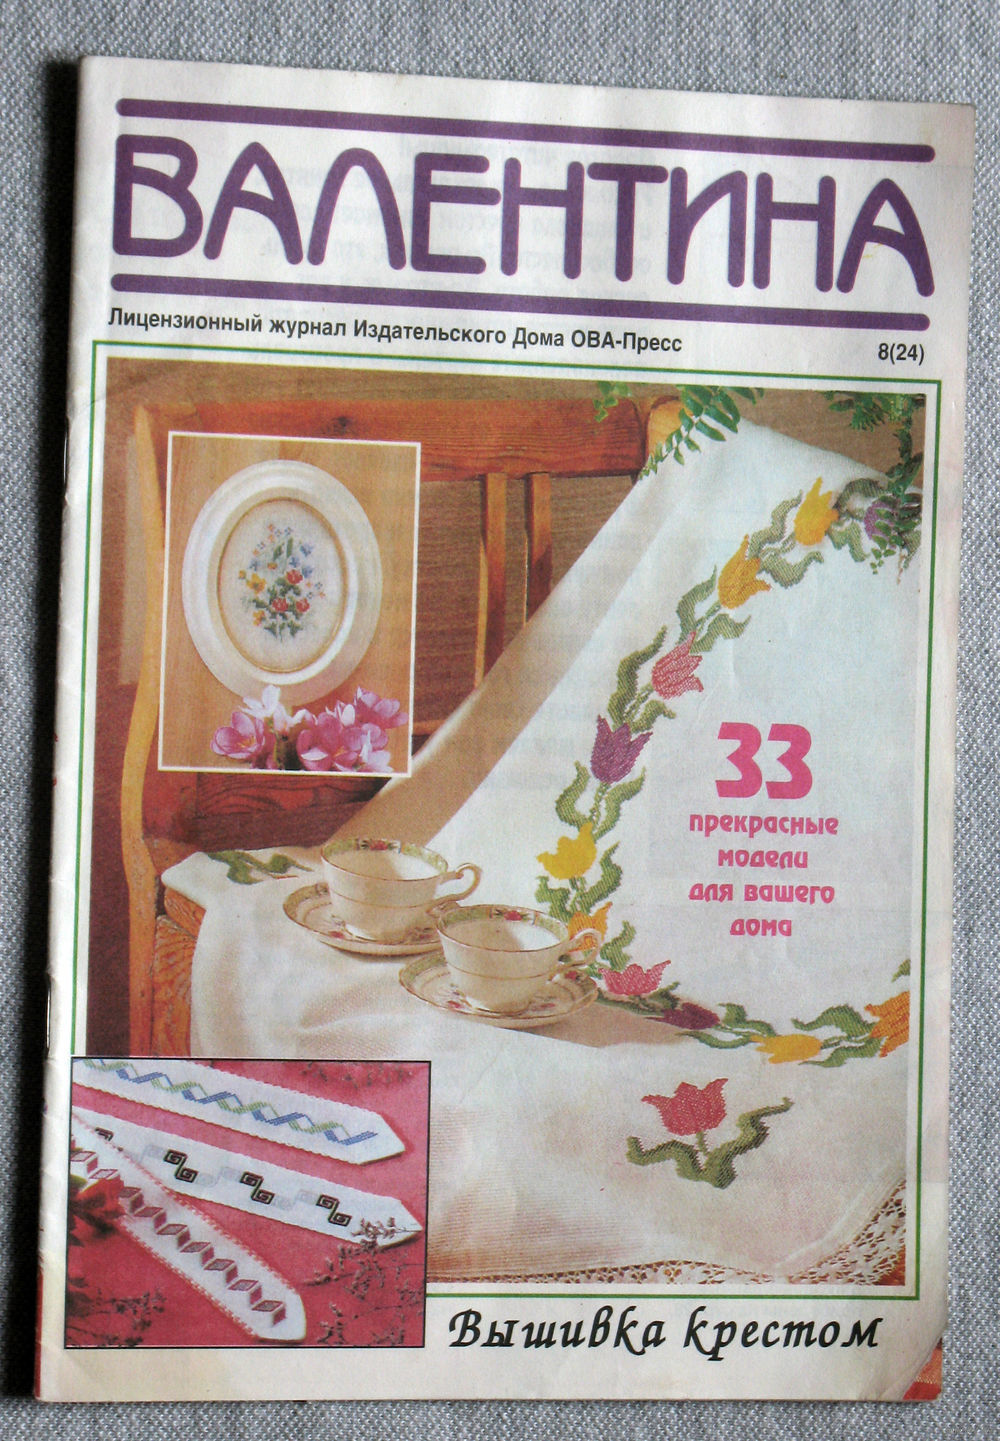 ВАЛЕНТИНА
Лицензионный журнал Издательского Дома ОВА-Пресс
8(24)
33
прекрасные
модели
для вашего
дома
Вышивка крестом